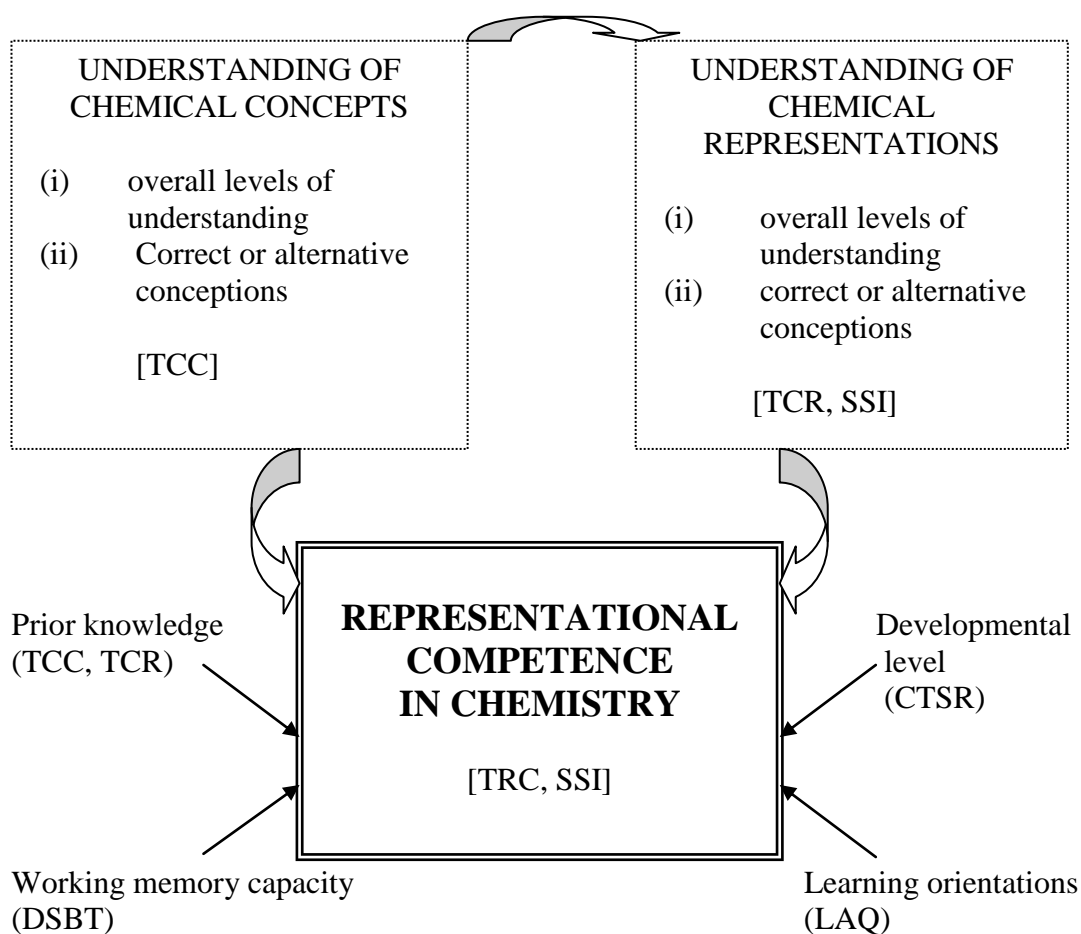 UNDERSTANDING OF
CHEMICAL CONCEPTS
(i) overall levels of
understanding
(ii) Correct or alternative
conceptions
[TCC]
UNDERSTANDING OF
CHEMICAL
REPRESENTATIONS
(i) overall levels of
understanding
(ii) correct or alternative
conceptions
[TCR, SSI]
Prior knowledge
(TCC, TCR)
REPRESENTATIONAL
COMPETENCE
IN CHEMISTRY
[TRC, SSI]
Developmental
level
(CTSR)
Working memory capacity
(DSBT)
Learning orientations
(LAQ)